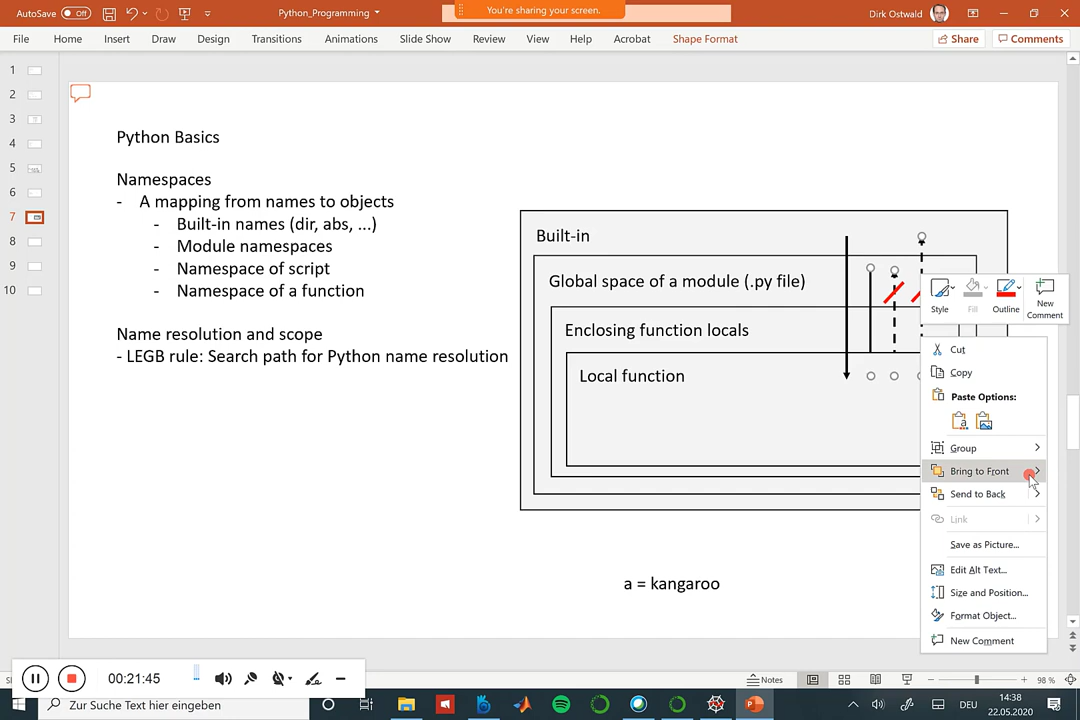 AutoSave Off Python_Programming You're sharing your screen. Dirk Ostwald
File Home Insert Draw Design Transitions Animations Slide Show Review View Help Acrobat Shape Format Share Comments
1
2
3
4
5
6
7
8
9
10
Python Basics
Namespaces
- A mapping from names to objects
- Built-in names (dir, abs, ...)
- Module namespaces
- Namespace of script
- Namespace of a function
Name resolution and scope
- LEGB rule: Search path for Python name resolution
Built-in
Global space of a module (.py file)
Enclosing function locals
Local function
a = kangaroo
Style Fill Outline New Comment
Cut
Copy
Paste Options:
Group
Bring to Front
Send to Back
Link
Save as Picture...
Edit Alt Text...
Size and Position...
Format Object...
New Comment
00:21:45
Notes 98 %
Zur Suche Text hier eingeben
DEU
14:38
22.05.2020